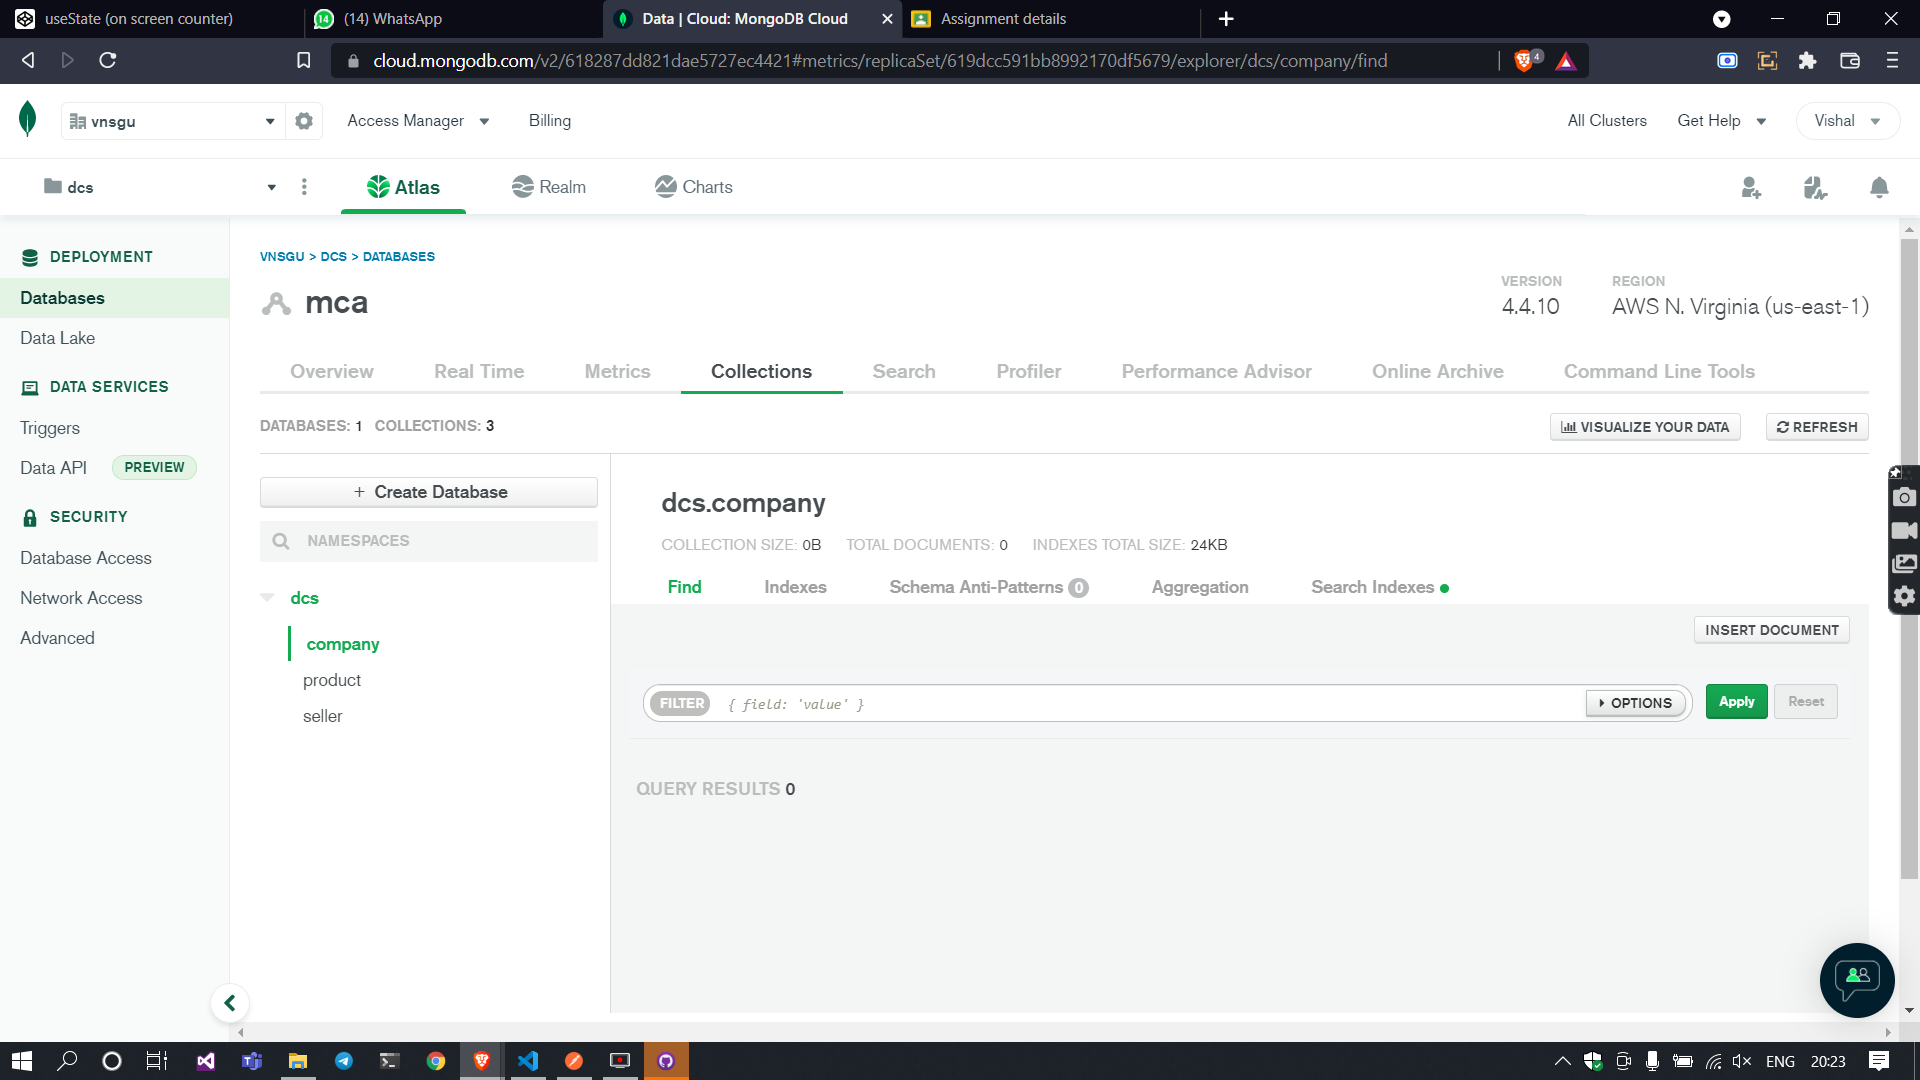 useState (on screen counter)
14 (14) WhatsApp
Data | Cloud: MongoDB Cloud
Assignment details
cloud.mongodb.com/v2/618287dd821dae5727ec4421#metrics/replicaSet/619dcc591bb8992170df5679/explorer/dcs/company/find
4
vnsgu
Access Manager
Billing
All Clusters
Get Help
Vishal
dcs
Atlas
Realm
Charts
DEPLOYMENT
Databases
Data Lake
DATA SERVICES
Triggers
Data API PREVIEW
SECURITY
Database Access
Network Access
Advanced
VNSGU > DCS > DATABASES
mca
VERSION
4.4.10
REGION
AWS N. Virginia (us-east-1)
Overview
Real Time
Metrics
Collections
Search
Profiler
Performance Advisor
Online Archive
Command Line Tools
DATABASES: 1 COLLECTIONS: 3
VISUALIZE YOUR DATA
REFRESH
+ Create Database
NAMESPACES
dcs
company
product
seller
dcs.company
COLLECTION SIZE: 0B TOTAL DOCUMENTS: 0 INDEXES TOTAL SIZE: 24KB
Find
Indexes
Schema Anti-Patterns 0
Aggregation
Search Indexes
INSERT DOCUMENT
FILTER { field: 'value' }
OPTIONS
Apply
Reset
QUERY RESULTS 0
ENG 20:23